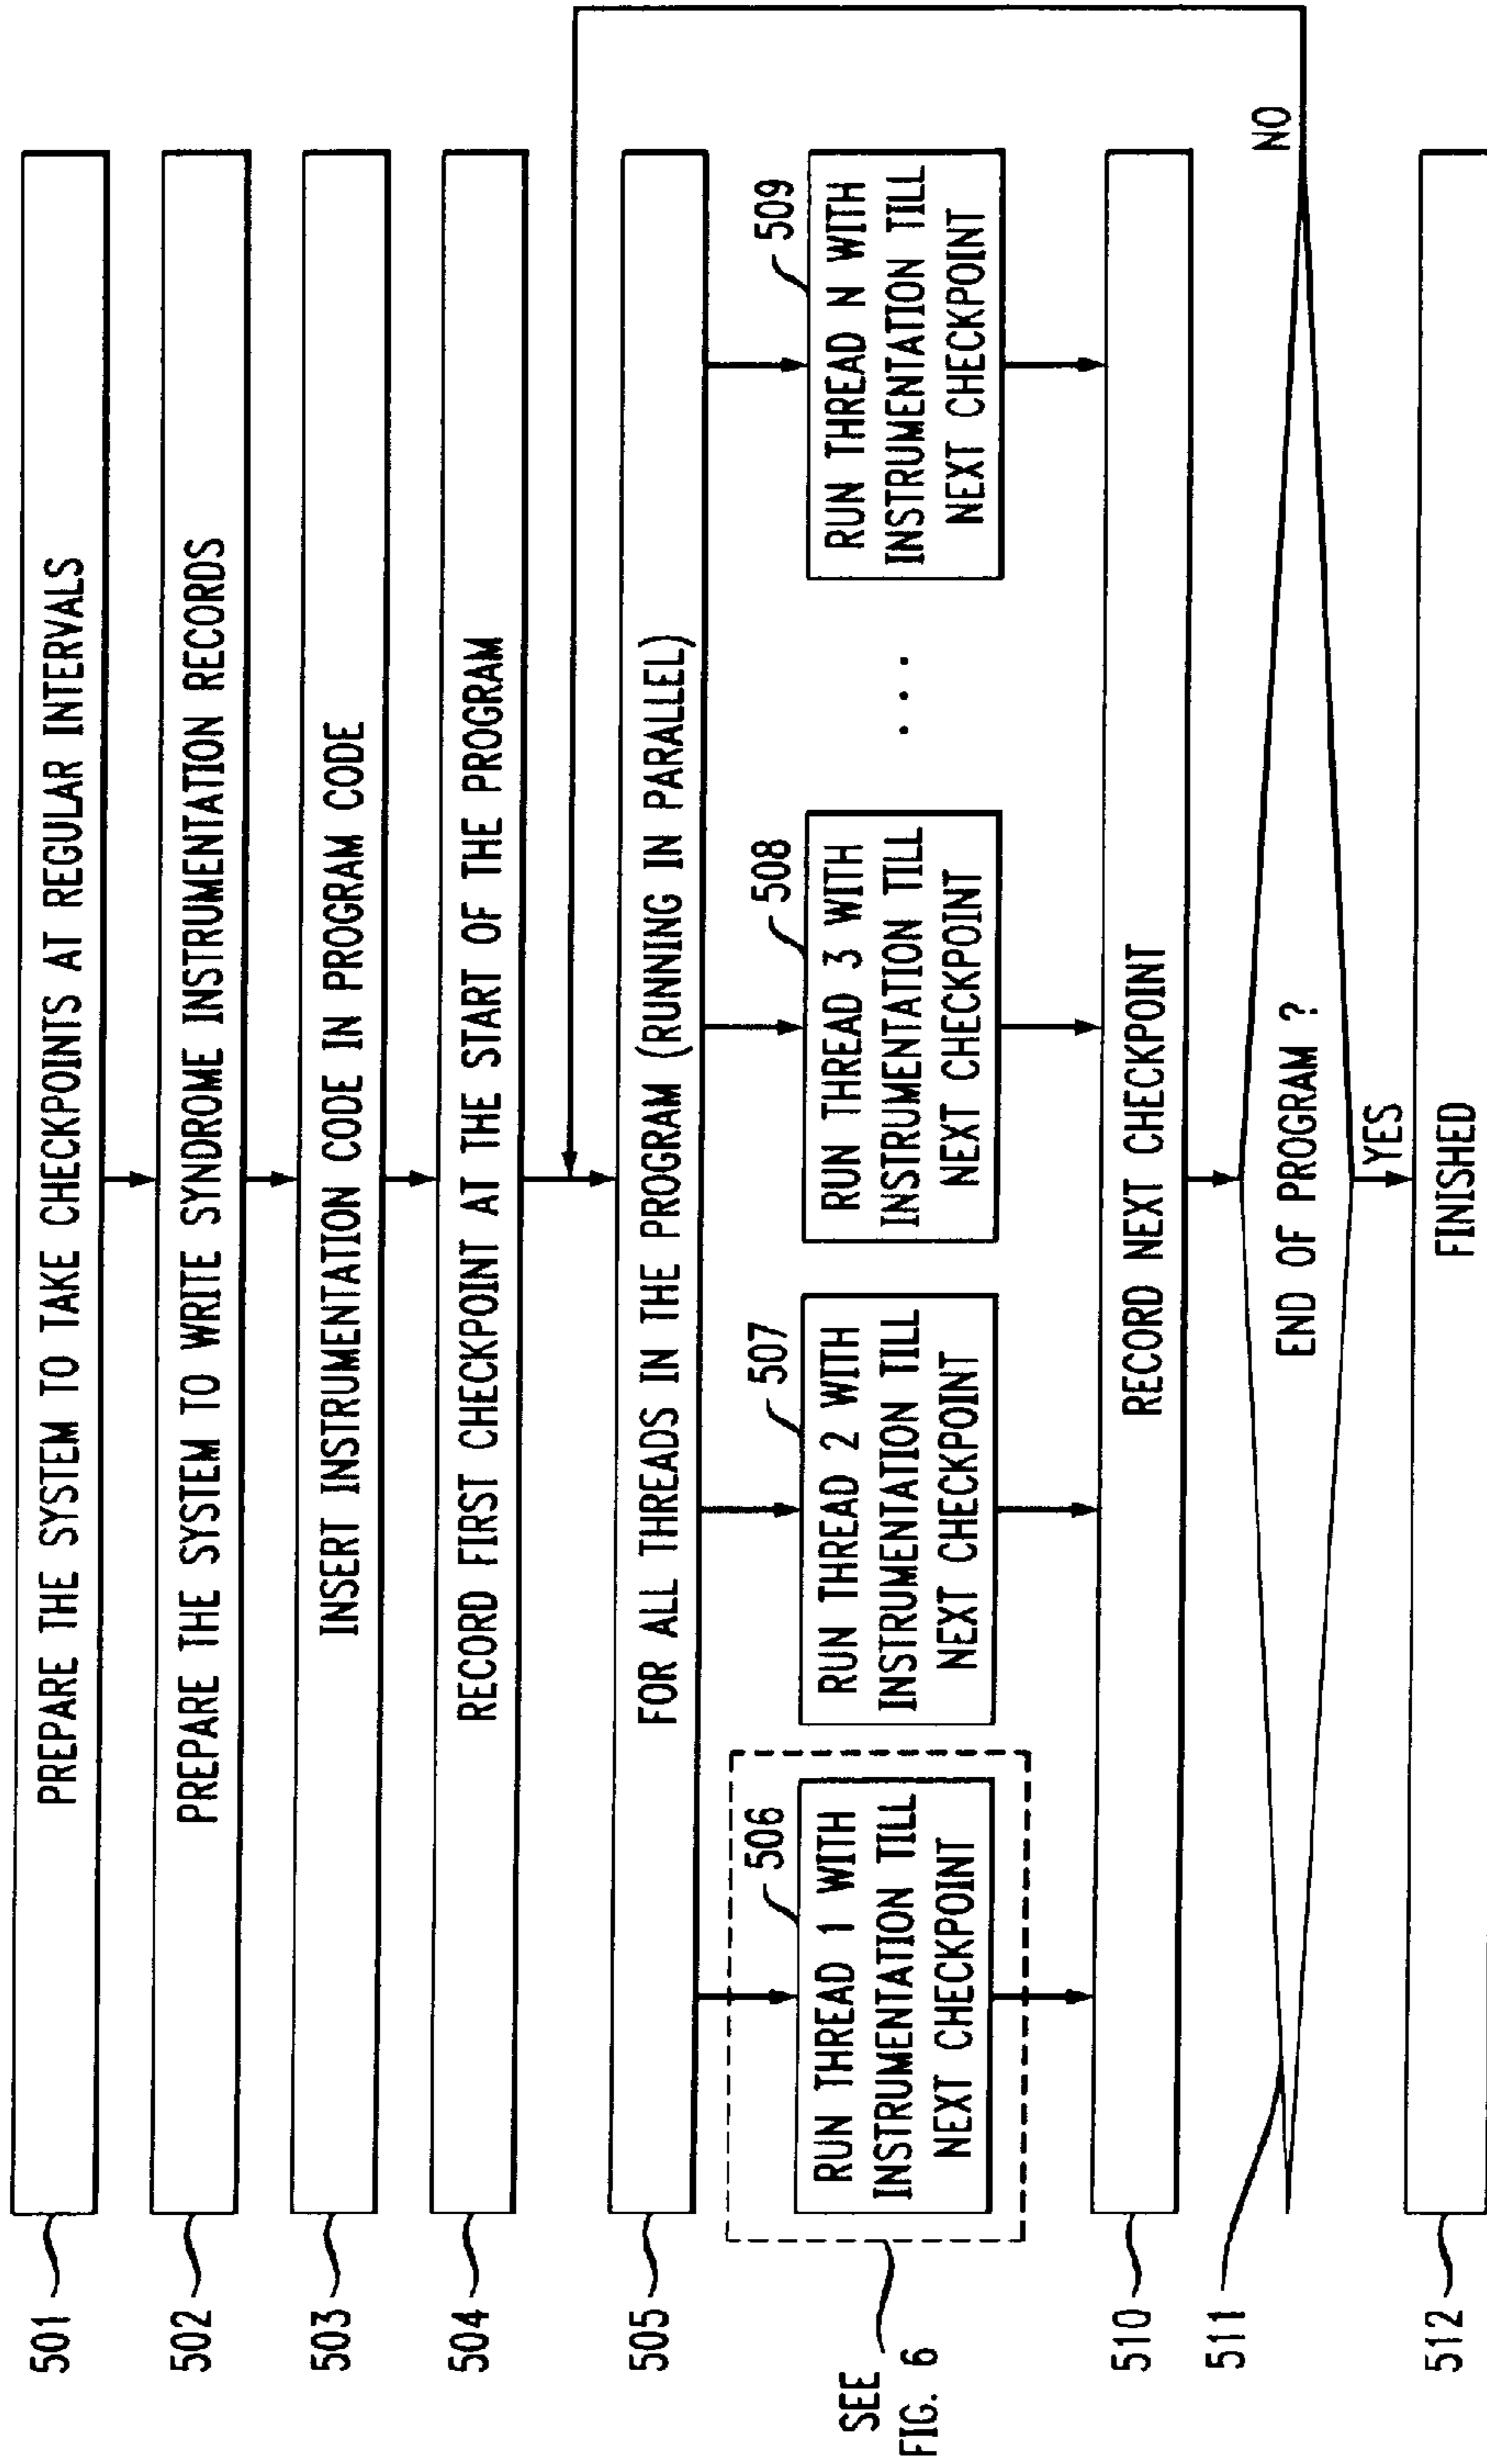 501
PREPARE THE SYSTEM TO TAKE CHECKPOINTS AT REGULAR INTERVALS
502
PREPARE THE SYSTEM TO WRITE SYNDROME INSTRUMENTATION RECORDS
503
INSERT INSTRUMENTATION CODE IN PROGRAM CODE
504
RECORD FIRST CHECKPOINT AT THE START OF THE PROGRAM
505
FOR ALL THREADS IN THE PROGRAM (RUNNING IN PARALLEL)
SEE
FIG. 6
506
RUN THREAD 1 WITH
INSTRUMENTATION TILL
NEXT CHECKPOINT
507
RUN THREAD 2 WITH
INSTRUMENTATION TILL
NEXT CHECKPOINT
508
RUN THREAD 3 WITH
INSTRUMENTATION TILL
NEXT CHECKPOINT
. . .
509
RUN THREAD N WITH
INSTRUMENTATION TILL
NEXT CHECKPOINT
510
RECORD NEXT CHECKPOINT
511
END OF PROGRAM ?
NO
YES
512
FINISHED